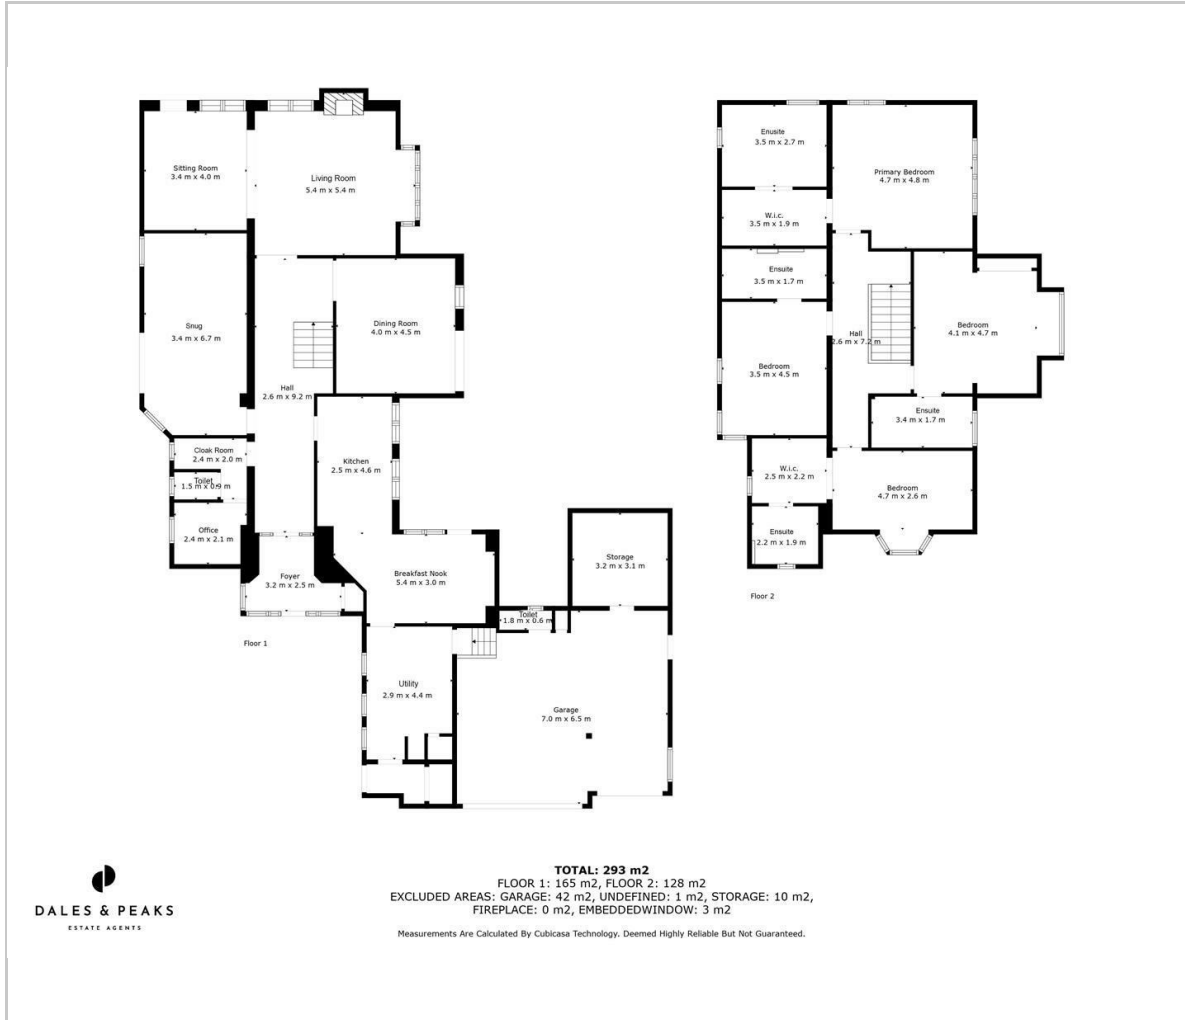 Sitting Room
3.4 m x 4.0 m
Living Room
5.4 m x 5.4 m
Snug
3.4 m x 6.7 m
Dining Room
4.0 m x 4.5 m
Hall
2.6 m x 9.2 m
Cloak Room
2.4 m x 2.0 m
Toilet
1.5 m x 0.9 m
Kitchen
2.5 m x 4.6 m
Office
2.4 m x 2.1 m
Foyer
3.2 m x 2.5 m
Breakfast Nook
5.4 m x 3.0 m
Storage
3.2 m x 3.1 m
Toilet
1.8 m x 0.6 m
Utility
2.9 m x 4.4 m
Garage
7.0 m x 6.5 m
Floor 1
Ensuite
3.5 m x 2.7 m
Primary Bedroom
4.7 m x 4.8 m
W.i.c.
3.5 m x 1.9 m
Ensuite
3.5 m x 1.7 m
Hall
2.6 m x 7.2 m
Bedroom
4.1 m x 4.7 m
Bedroom
3.5 m x 4.5 m
Ensuite
3.4 m x 1.7 m
W.i.c.
2.5 m x 2.2 m
Bedroom
4.7 m x 2.6 m
Ensuite
2.2 m x 1.9 m
Floor 2
DALES & PEAKS
ESTATE AGENTS
TOTAL: 293 m2
FLOOR 1: 165 m2, FLOOR 2: 128 m2
EXCLUDED AREAS: GARAGE: 42 m2, UNDEFINED: 1 m2, STORAGE: 10 m2,
FIREPLACE: 0 m2, EMBEDDEDWINDOW: 3 m2
Measurements Are Calculated By Cubicasa Technology. Deemed Highly Reliable But Not Guaranteed.